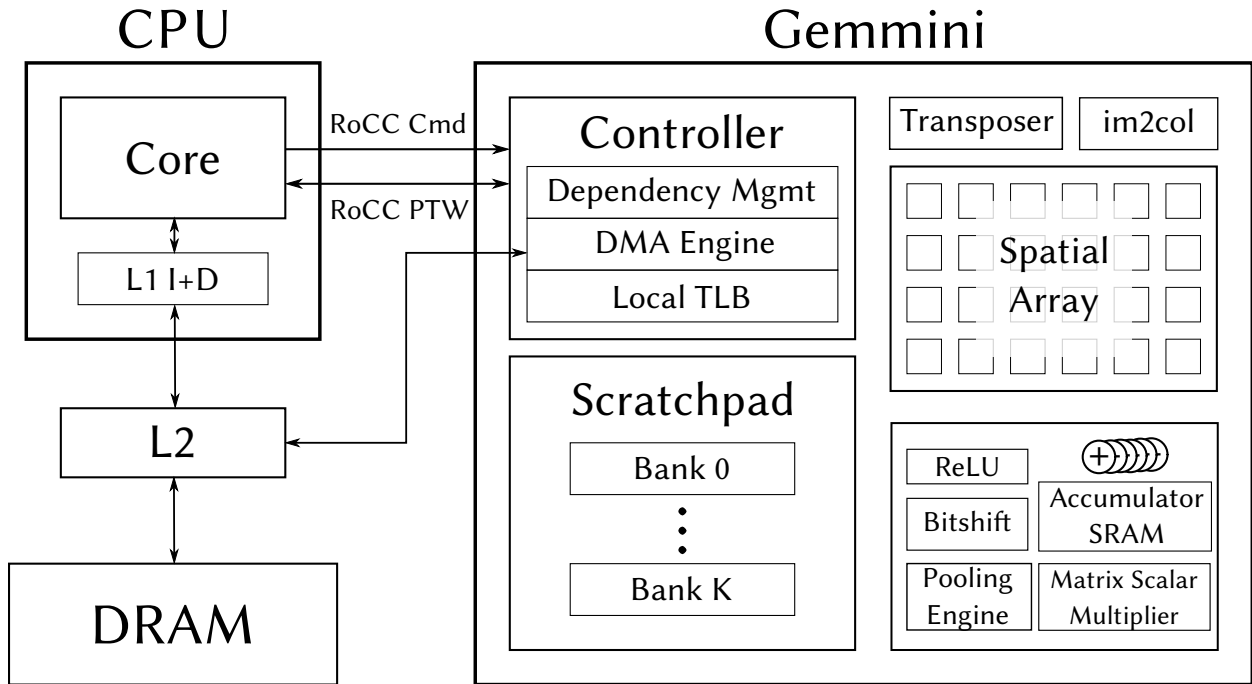 CPU
Gemmini
Core
L1 I+D
L2
DRAM
RoCC Cmd
RoCC PTW
Controller
Dependency Mgmt
DMA Engine
Local TLB
Scratchpad
Bank 0
Bank K
Transposer
im2col
Spatial
Array
ReLU
Bitshift
Pooling
Engine
Accumulator
SRAM
Matrix Scalar
Multiplier